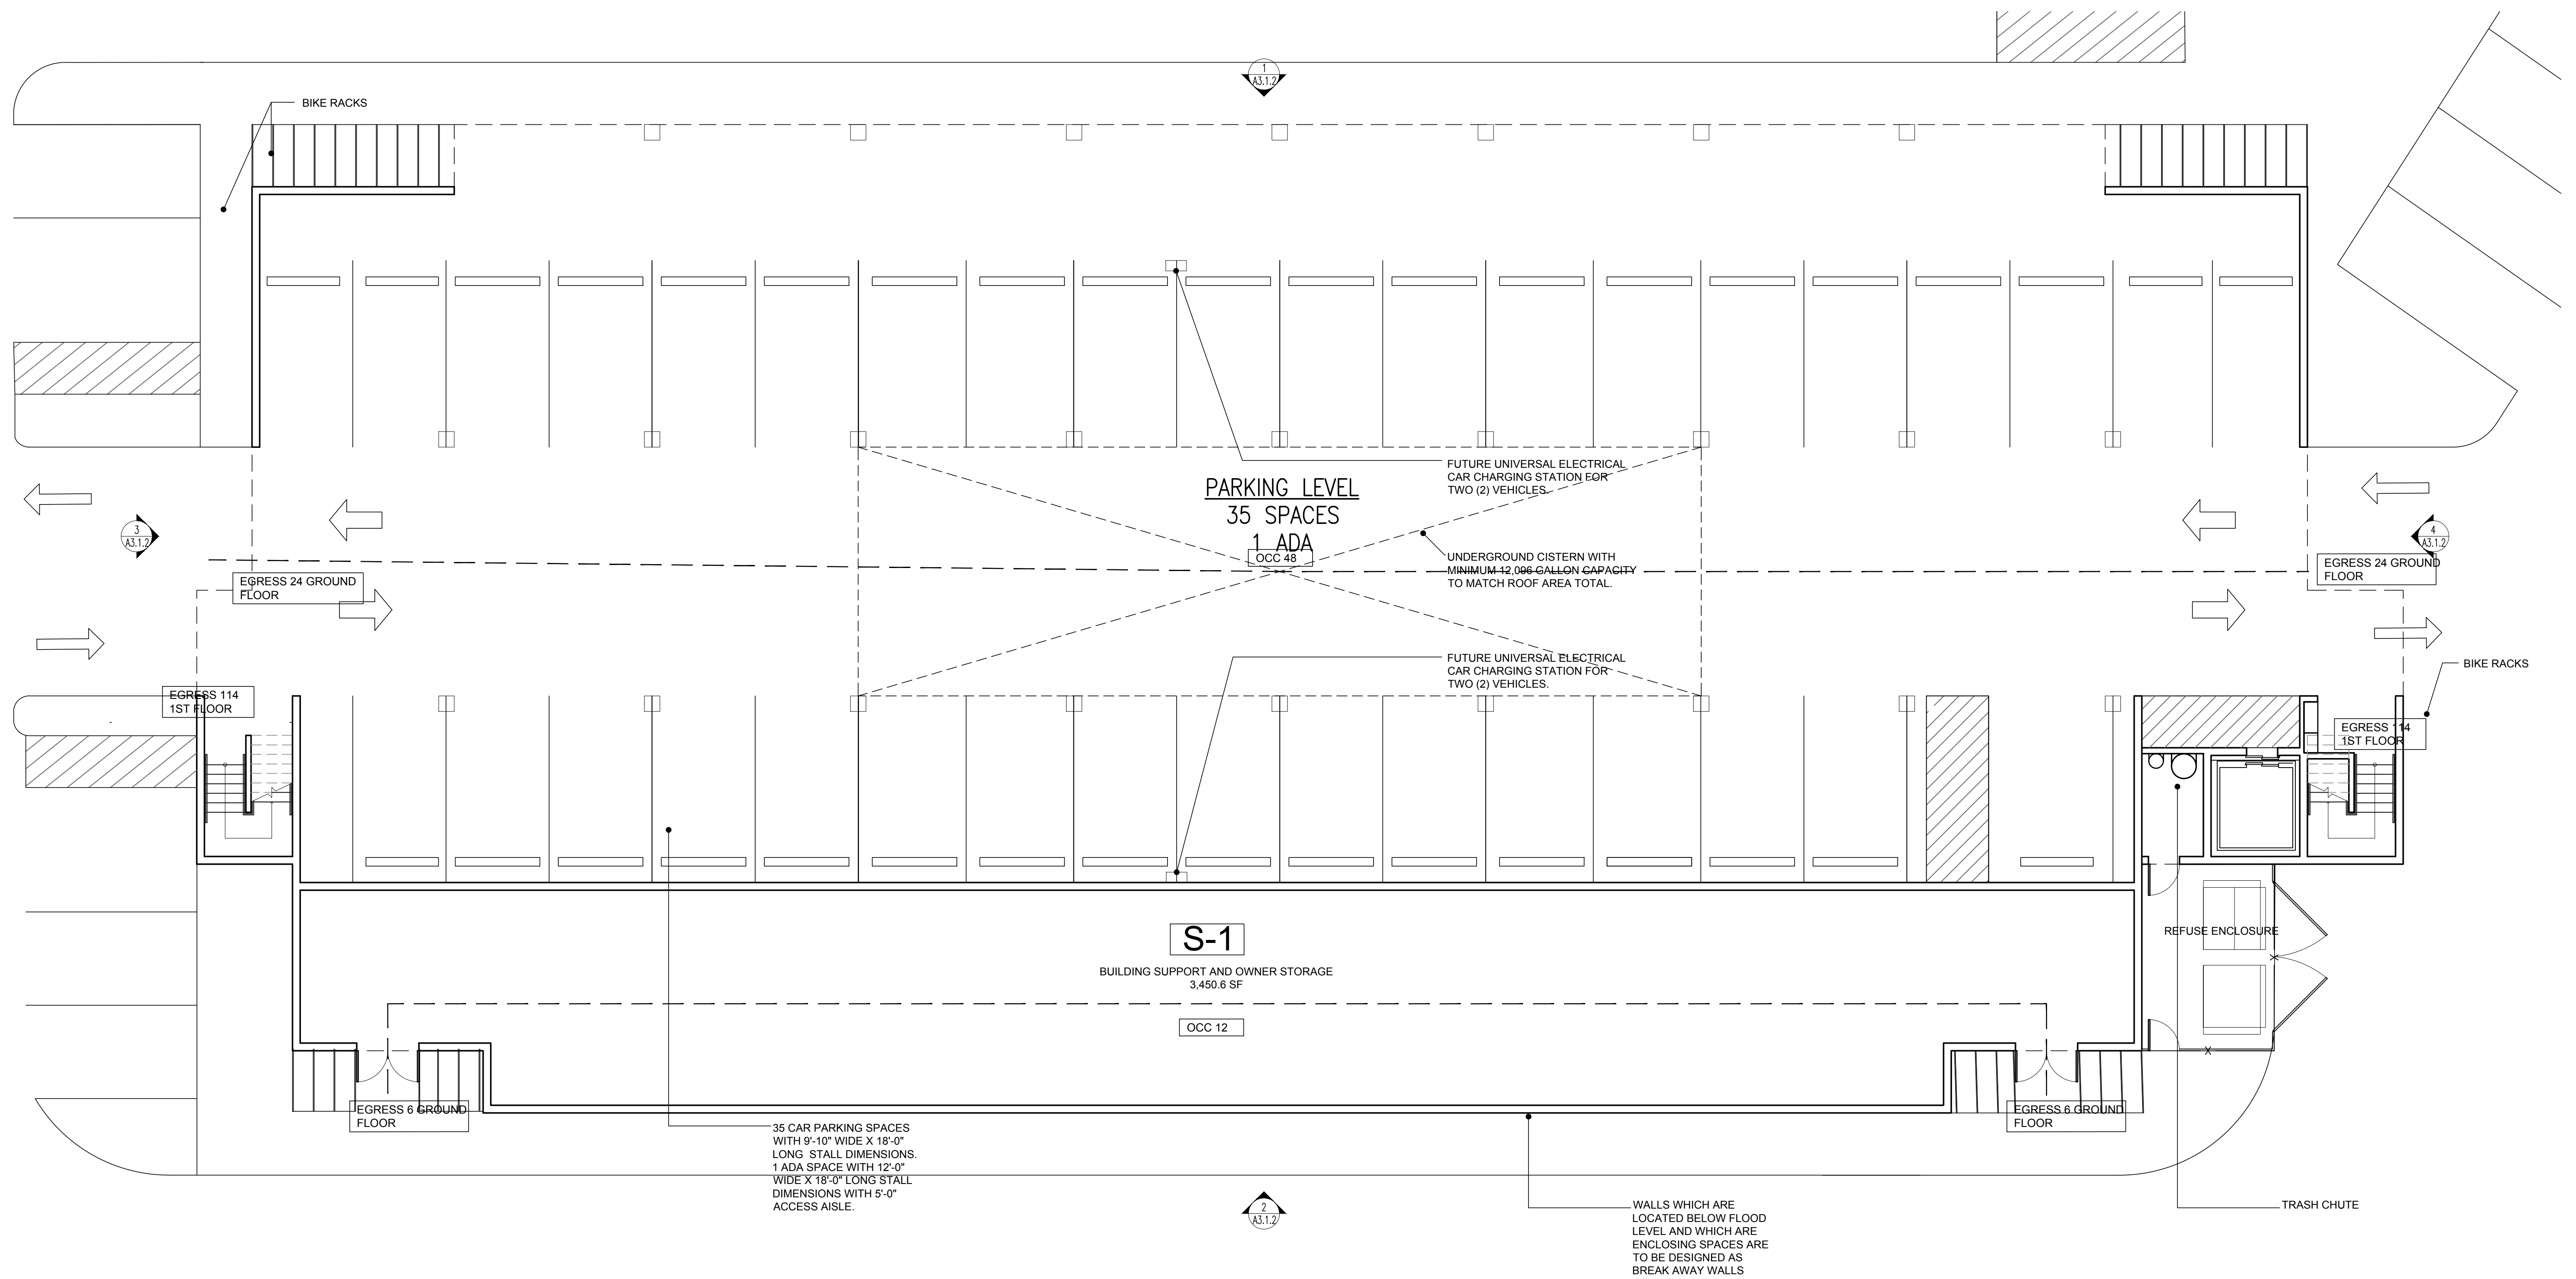 1
A3.1.2
BIKE RACKS
FUTURE UNIVERSAL ELECTRICAL
CAR CHARGING STATION FOR
TWO (2) VEHICLES.
PARKING LEVEL
35 SPACES
1 ADA
OCC 48
3
A3.1.2
4
A3.1.2
UNDERGROUND CISTERN WITH
MINIMUM 12,096 GALLON CAPACITY
TO MATCH ROOF AREA TOTAL.
EGRESS 24 GROUND
FLOOR
EGRESS 24 GROUND
FLOOR
FUTURE UNIVERSAL ELECTRICAL
CAR CHARGING STATION FOR
TWO (2) VEHICLES.
BIKE RACKS
EGRESS 114
1ST FLOOR
EGRESS 114
1ST FLOOR
S-1
REFUSE ENCLOSURE
BUILDING SUPPORT AND OWNER STORAGE
3,450.6 SF
OCC 12
EGRESS 6 GROUND
FLOOR
EGRESS 6 GROUND
FLOOR
35 CAR PARKING SPACES
WITH 9'-10" WIDE X 18'-0"
LONG STALL DIMENSIONS.
1 ADA SPACE WITH 12'-0"
WIDE X 18'-0" LONG STALL
DIMENSIONS WITH 5'-0"
ACCESS AISLE.
2
A3.1.2
WALLS WHICH ARE
LOCATED BELOW FLOOD
LEVEL AND WHICH ARE
ENCLOSING SPACES ARE
TO BE DESIGNED AS
BREAK AWAY WALLS
TRASH CHUTE